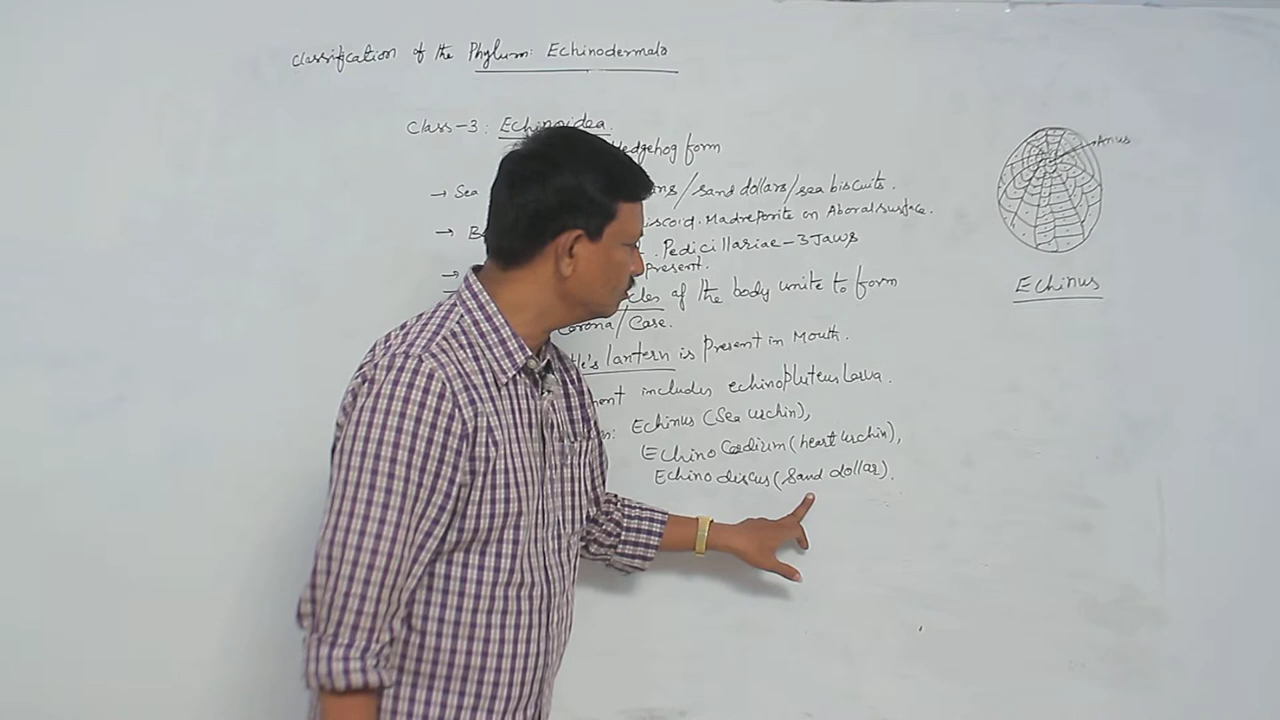 Classification of the Phylum: Echinodermata
Class-3: Echinoidea.
Hedgehog form
→ Sea /sand dollars/sea biscuits.
→ Madreporite on Aboral surface.
→ . Pedicillariae-3 Jaws
present.
of the body unite to form
Corona/Case.
lantern is present in Mouth.
includes echinopluteus Larva.
Echinus (Sea urchin),
Echino Cardium (heart urchin),
Echino discus (Sand dollar).
Anus
Echinus